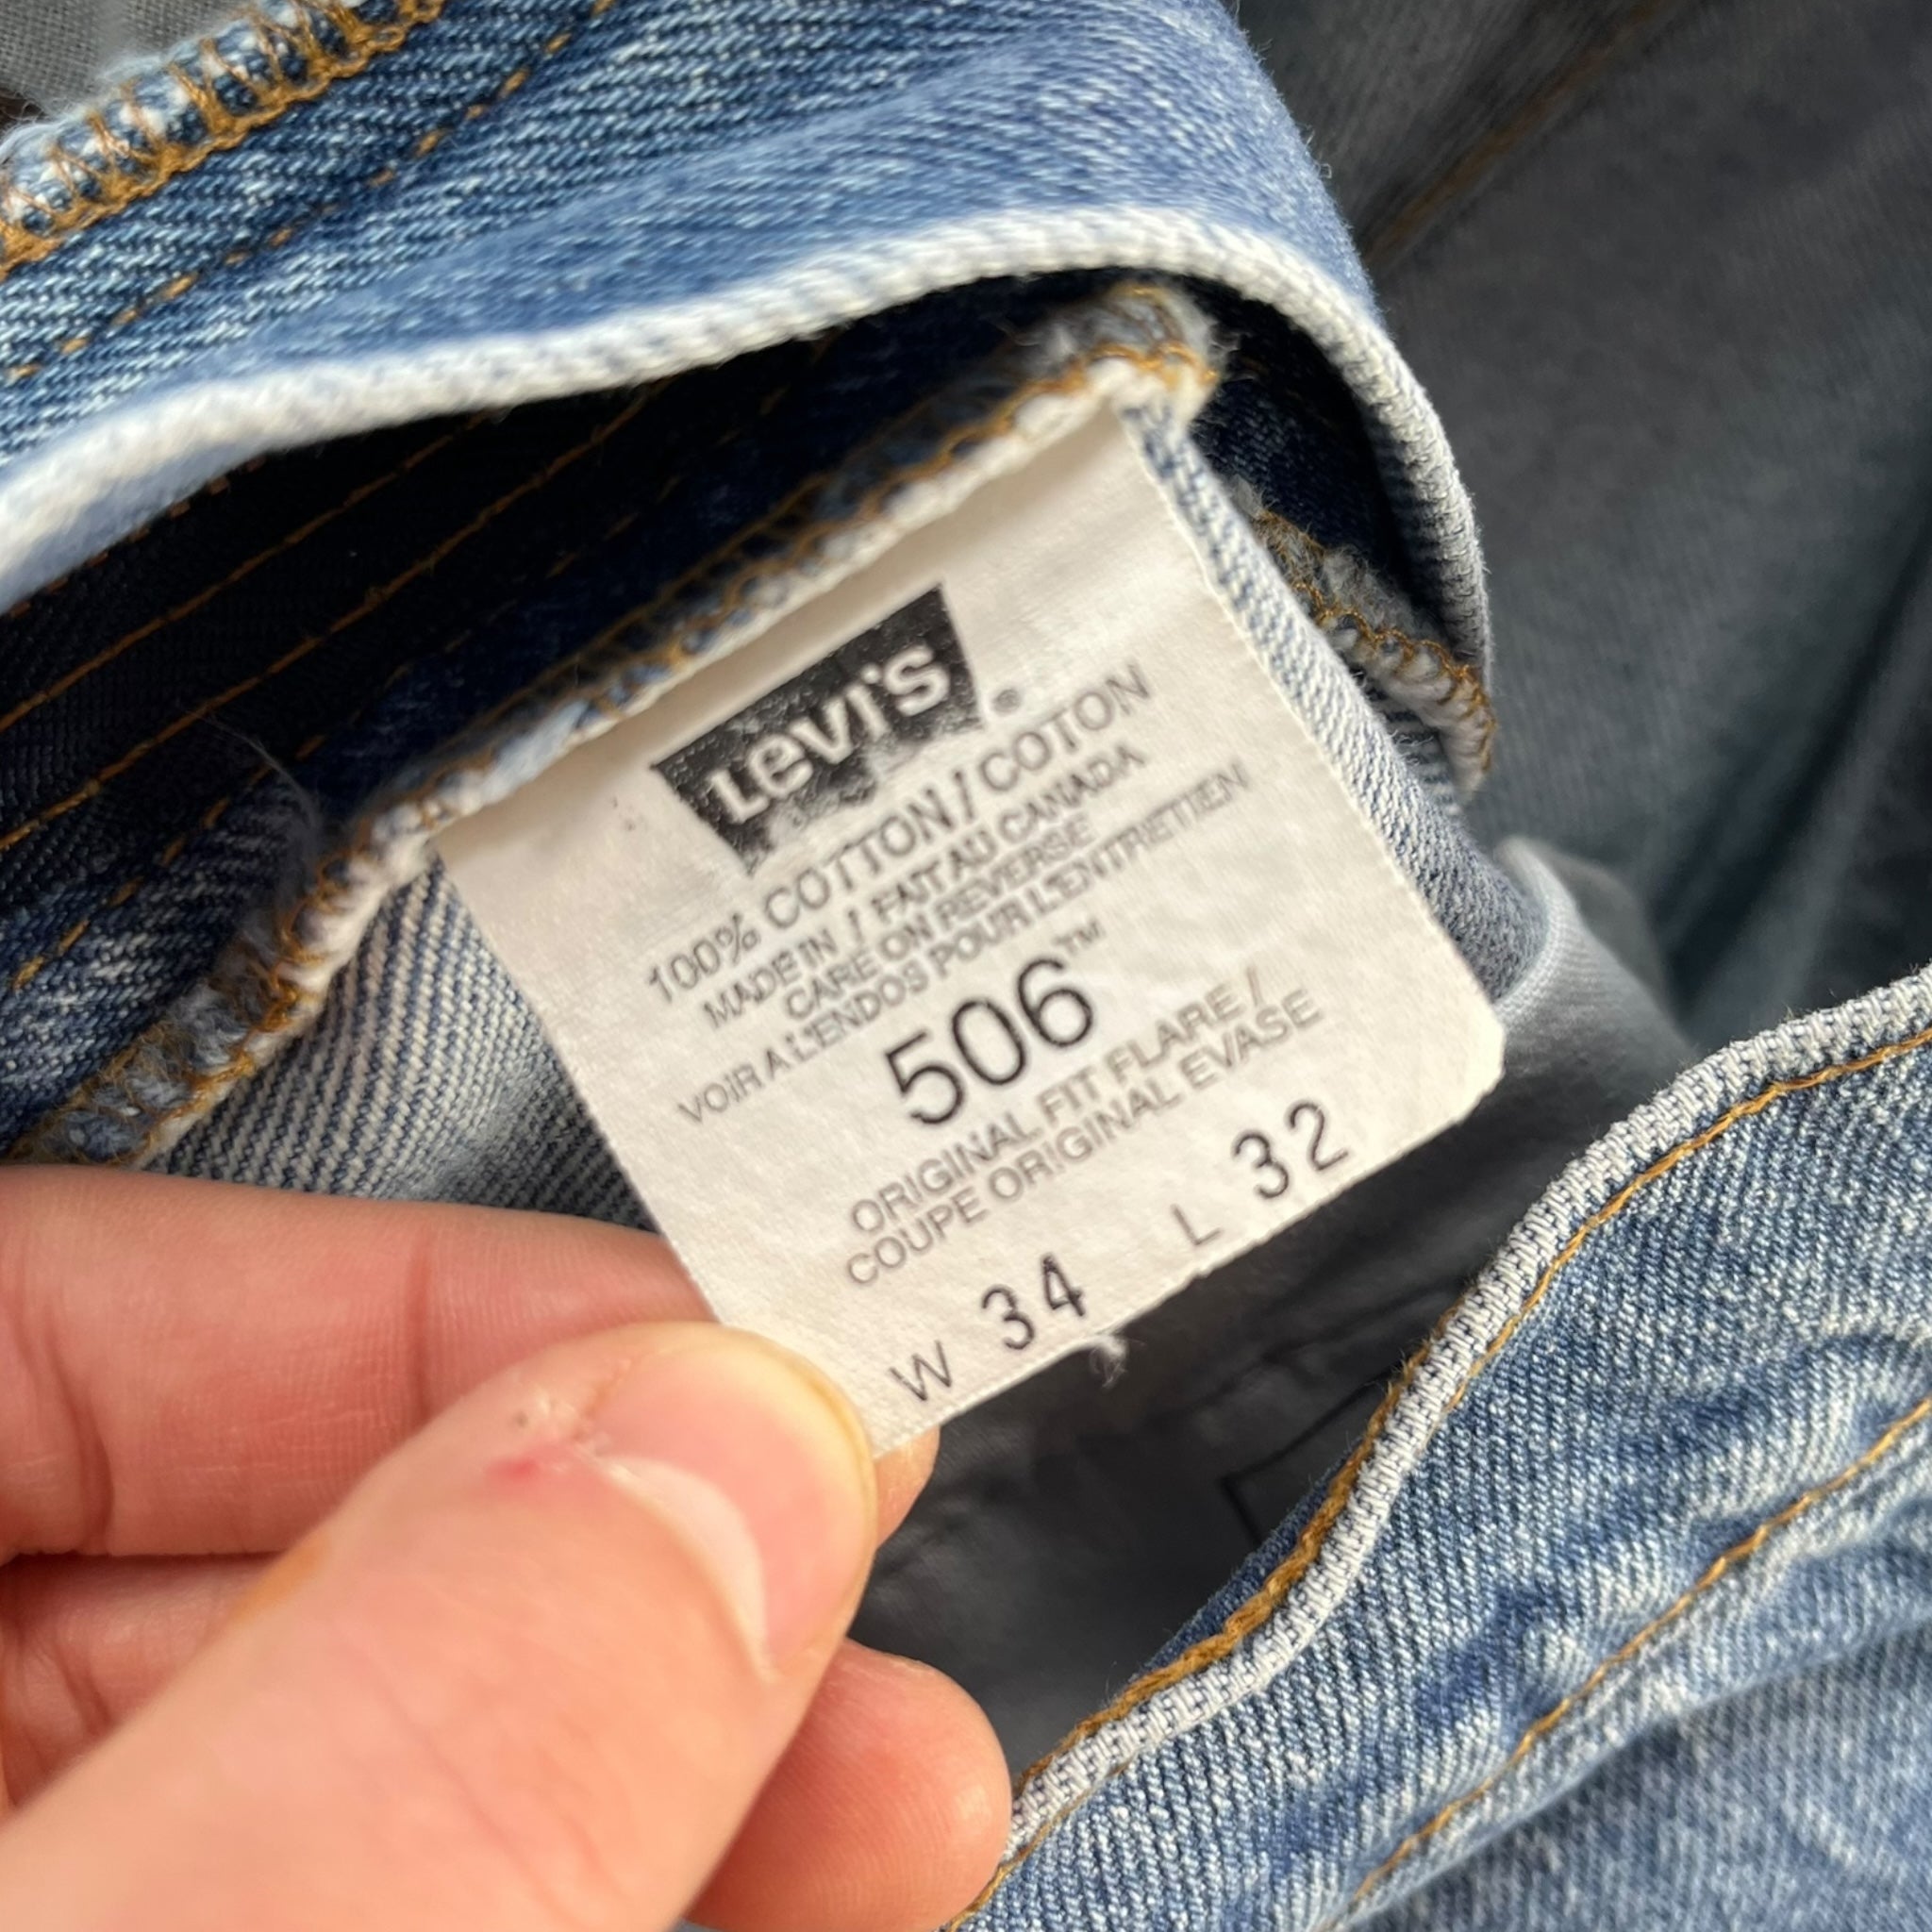 LEVI'S®
100% COTTON / COTON
MADE IN / FAIT AU CANADA
CARE ON REVERSE
VOIR A L'ENDOS POUR L'ENTRETIEN
506™
ORIGINAL FIT FLARE /
COUPE ORIGINAL EVASE
W 34 L 32